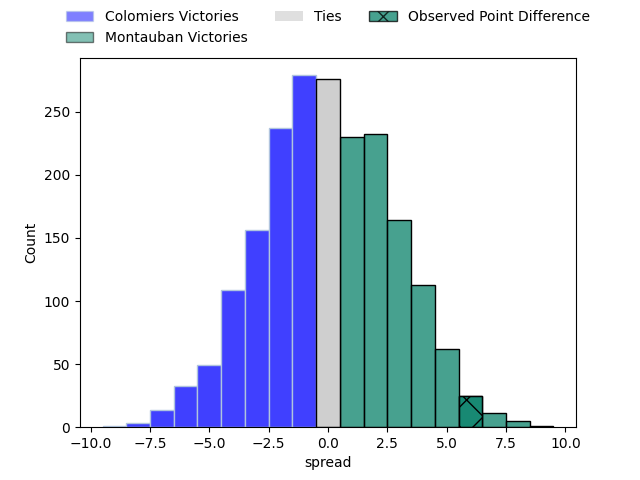 Colomiers Victories
Ties
Observed Point Difference
Montauban Victories
250
200
150
100
50
0
Count
−10.0 −7.5 −5.0 −2.5 0.0 2.5 5.0 7.5 10.0
spread